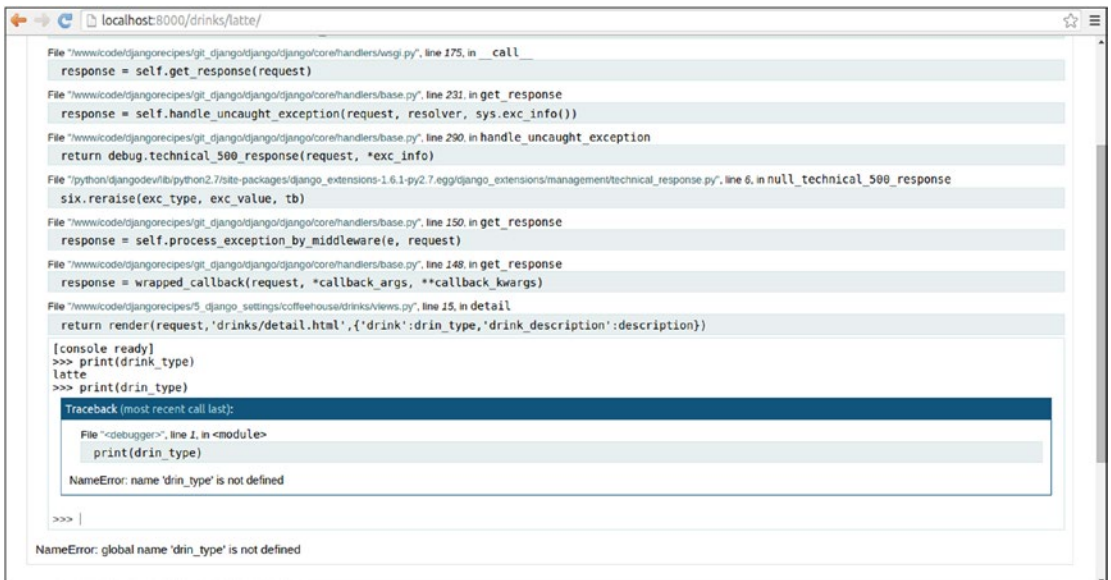 localhost:8000/drinks/latte/
File "/www/code/djangorecipes/git_django/django/django/core/handlers/wsgi.py", line 175, in __call__
response = self.get_response(request)
File "/www/code/djangorecipes/git_django/django/django/core/handlers/base.py", line 231, in get_response
response = self.handle_uncaught_exception(request, resolver, sys.exc_info())
File "/www/code/djangorecipes/git_django/django/django/core/handlers/base.py", line 290, in handle_uncaught_exception
return debug.technical_500_response(request, *exc_info)
File "/python/djangodev/lib/python2.7/site-packages/django_extensions-1.6.1-py2.7.egg/django_extensions/management/technical_response.py", line 6, in null_technical_500_response
six.reraise(exc_type, exc_value, tb)
File "/www/code/djangorecipes/git_django/django/django/core/handlers/base.py", line 150, in get_response
response = self.process_exception_by_middleware(e, request)
File "/www/code/djangorecipes/git_django/django/django/core/handlers/base.py", line 148, in get_response
response = wrapped_callback(request, *callback_args, **callback_kwargs)
File "/www/code/djangorecipes/5_django_settings/coffeehouse/drinks/views.py", line 15, in detail
return render(request,'drinks/detail.html',{'drink':drin_type,'drink_description':description})
[console ready]
>>> print(drink_type)
latte
>>> print(drin_type)
Traceback (most recent call last):
File "<debugger>", line 1, in <module>
print(drin_type)
NameError: name 'drin_type' is not defined
>>>
NameError: global name 'drin_type' is not defined